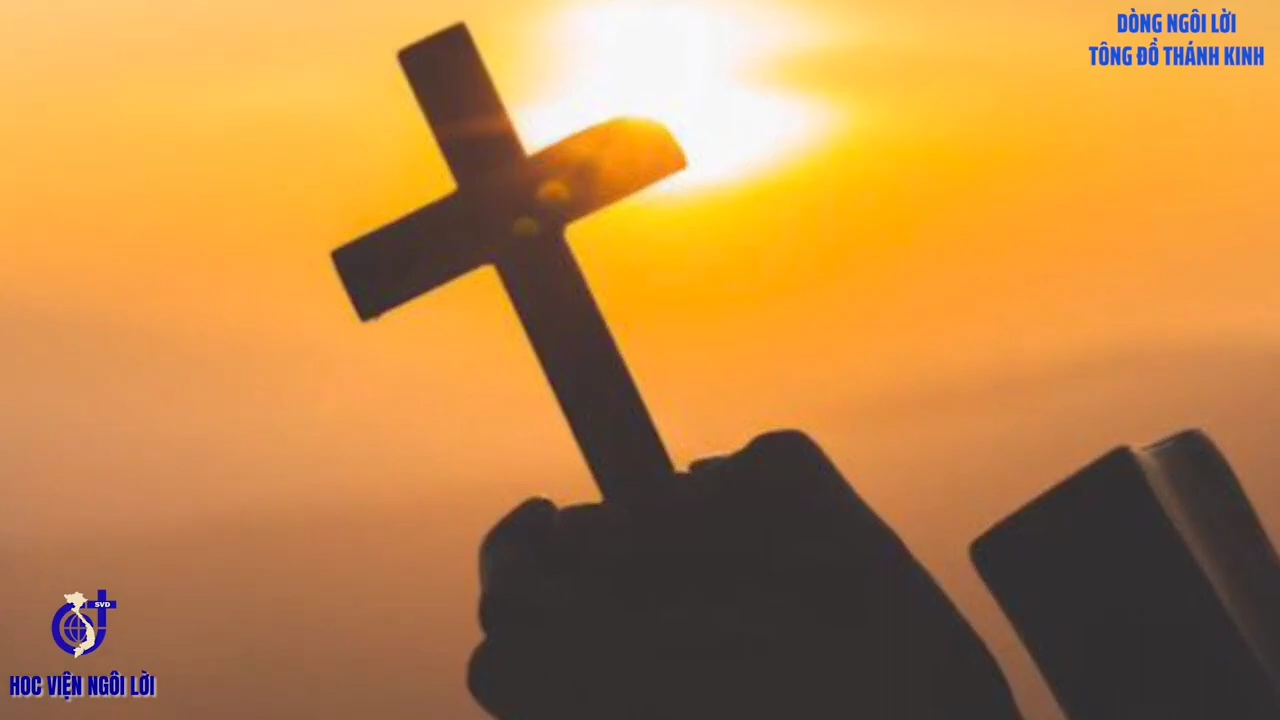 DÒNG NGÔI LỜI
TÔNG ĐỒ THÁNH KINH
SVD
HOC VIỆN NGÔI LỜI